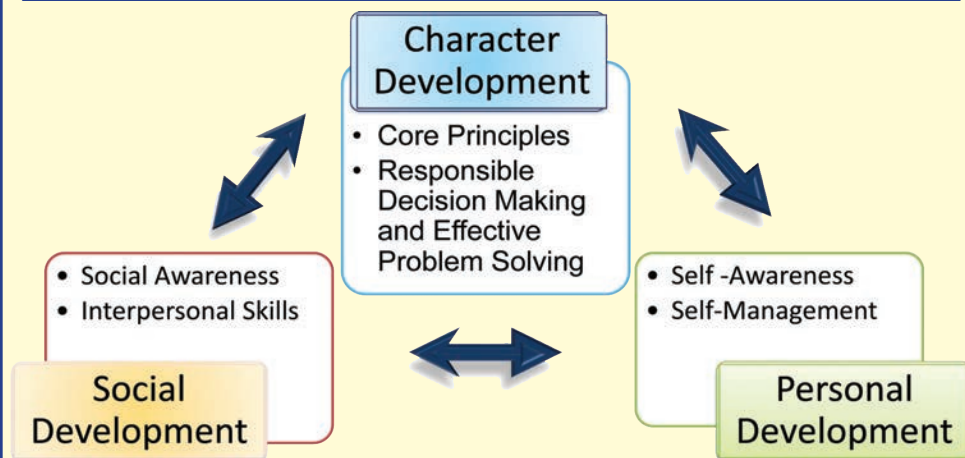 Character
Development
• Core Principles
• Responsible
Decision Making
and Effective
Problem Solving
• Social Awareness
• Interpersonal Skills
Social
Development
• Self -Awareness
• Self-Management
Personal
Development